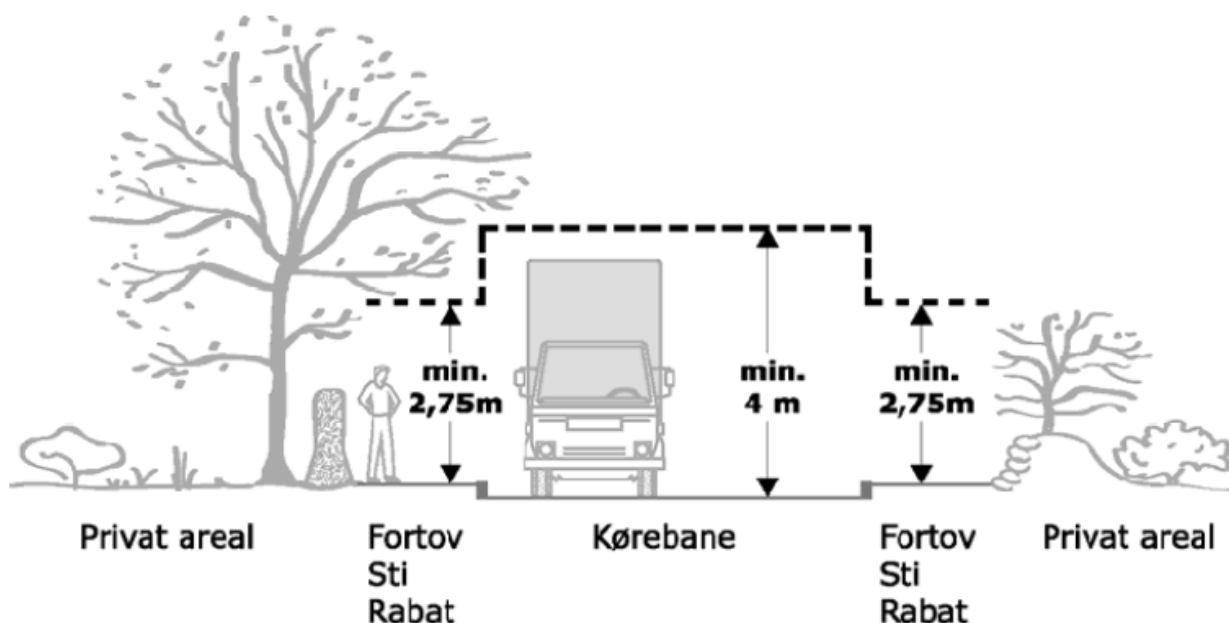 min.
2,75m
min.
4 m
min.
2,75m
Privat areal
Fortov
Sti
Rabat
Kørebane
Fortov
Sti
Rabat
Privat areal